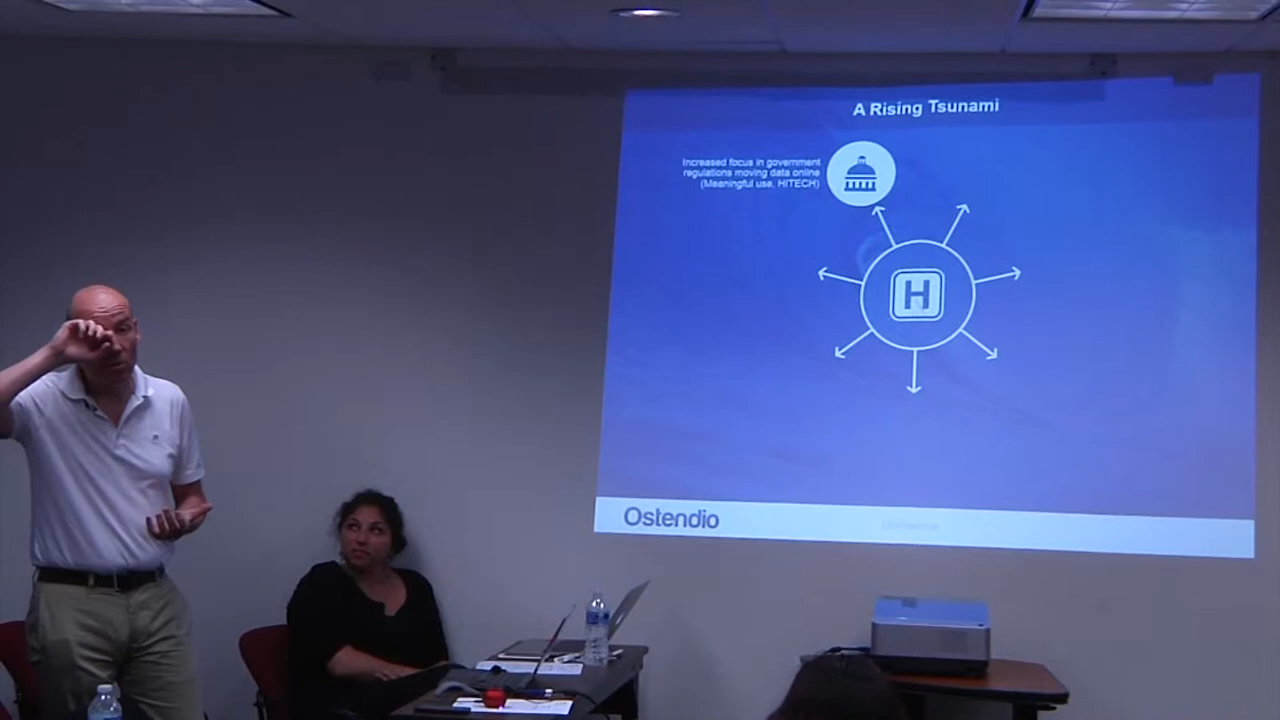 A Rising Tsunami
Increased focus in government
regulations moving data online
(Meaningful use, HITECH)
H
Ostendio